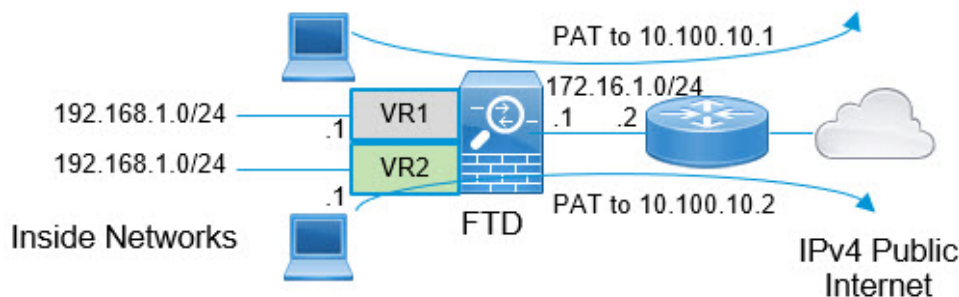 PAT to 10.100.10.1
172.16.1.0/24
192.168.1.0/24
.1
VR1
.1
.2
192.168.1.0/24
.1
VR2
FTD
PAT to 10.100.10.2
Inside Networks
IPv4 Public
Internet